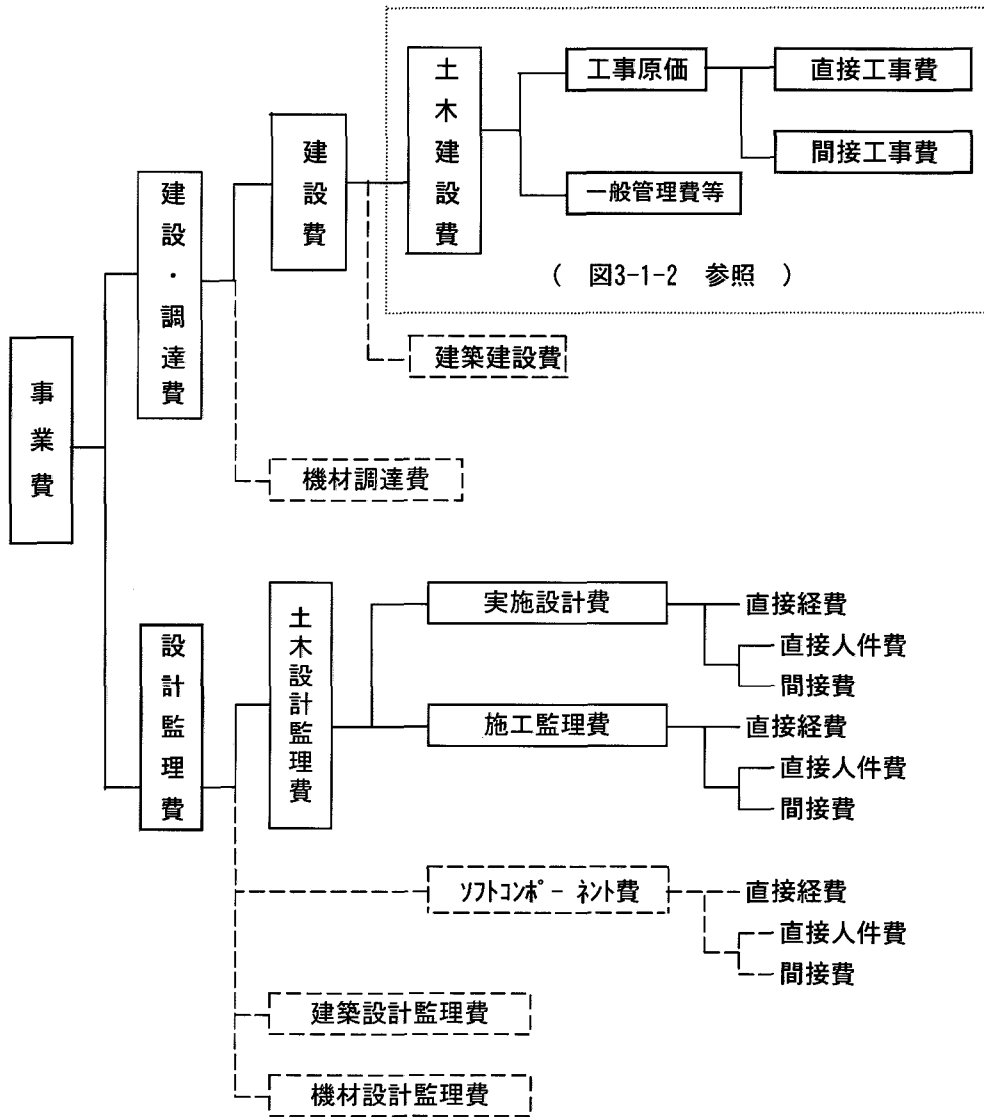 事業費
建設・調達費
建設費
土木建設費
工事原価
直接工事費
間接工事費
一般管理費等
( 図3-1-2 参照 )
建築建設費
機材調達費
設計監理費
土木設計監理費
実施設計費
直接経費
直接人件費
間接費
施工監理費
直接経費
直接人件費
間接費
ソフトコンポーネント費
直接経費
直接人件費
間接費
建築設計監理費
機材設計監理費